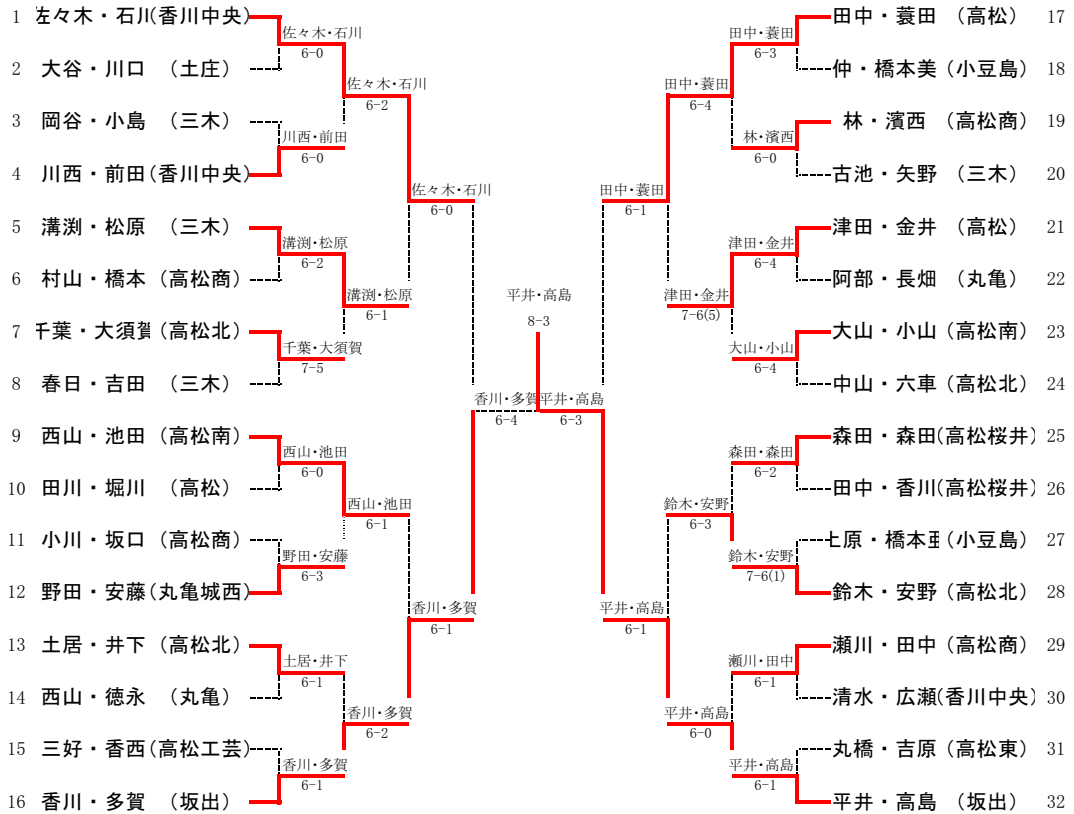 1 佐々木・石川(香川中央)
2 大谷・川口 (土庄)
3 岡谷・小島 (三木)
4 川西・前田(香川中央)
5 溝渕・松原 (三木)
6 村山・橋本 (高松商)
7 千葉・大須賀 (高松北)
8 春日・吉田 (三木)
9 西山・池田 (高松南)
10 田川・堀川 (高松)
11 小川・坂口 (高松商)
12 野田・安藤(丸亀城西)
13 土居・井下 (高松北)
14 西山・徳永 (丸亀)
15 三好・香西(高松工芸)
16 香川・多賀 (坂出)
佐々木・石川
6-0
川西・前田
6-0
溝渕・松原
6-2
千葉・大須賀
7-5
西山・池田
6-0
野田・安藤
6-3
土居・井下
6-1
香川・多賀
6-1
佐々木・石川
6-2
溝渕・松原
6-1
西山・池田
6-1
香川・多賀
6-2
佐々木・石川
6-0
香川・多賀
6-1
香川・多賀
6-4
平井・高島
8-3
平井・高島
6-3
田中・蓑田
6-1
平井・高島
6-1
田中・蓑田
6-4
津田・金井
7-6(5)
鈴木・安野
6-3
平井・高島
6-0
田中・蓑田
6-3
林・濱西
6-0
津田・金井
6-4
大山・小山
6-4
森田・森田
6-2
鈴木・安野
7-6(1)
瀬川・田中
6-1
平井・高島
6-1
田中・蓑田 (高松) 17
仲・橋本美(小豆島) 18
林・濱西 (高松商) 19
古池・矢野 (三木) 20
津田・金井 (高松) 21
阿部・長畑 (丸亀) 22
大山・小山 (高松南) 23
中山・六車 (高松北) 24
森田・森田(高松桜井) 25
田中・香川(高松桜井) 26
上原・橋本亜(小豆島) 27
鈴木・安野 (高松北) 28
瀬川・田中 (高松商) 29
清水・広瀬(香川中央) 30
丸橋・吉原 (高松東) 31
平井・高島 (坂出) 32